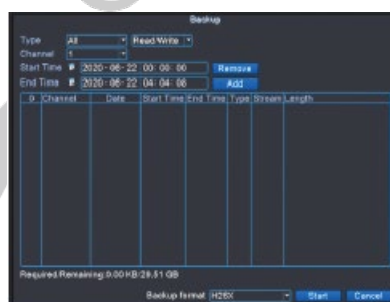 Backup
Type All Read/Write
Channel 1
Start Time 2020-06-22 00:00:00 Remove
End Time 2020-06-22 04:04:06 Add
0 Channel Date Start Time End Time Type Stream Length
Required/Remaining:0.00 KB/29.51 GB
Backup format H26X Start Cancel